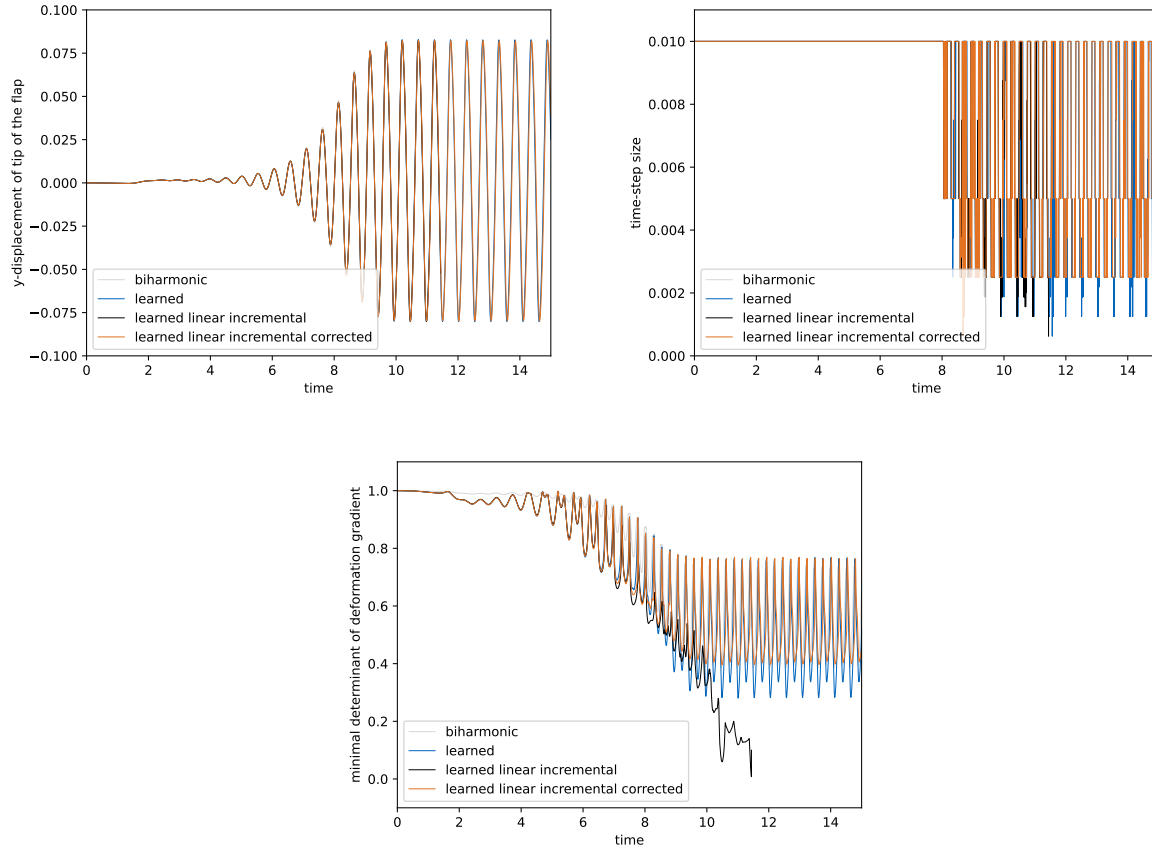 y-displacement of tip of the flap
0.100
0.075
0.050
0.025
0.000
−0.025
−0.050
−0.075
−0.100
0 2 4 6 8 10 12 14
time
biharmonic
learned
learned linear incremental
learned linear incremental corrected
time-step size
0.010
0.008
0.006
0.004
0.002
0.000
0 2 4 6 8 10 12 14
time
biharmonic
learned
learned linear incremental
learned linear incremental corrected
minimal determinant of deformation gradient
1.0
0.8
0.6
0.4
0.2
0.0
0 2 4 6 8 10 12 14
time
biharmonic
learned
learned linear incremental
learned linear incremental corrected